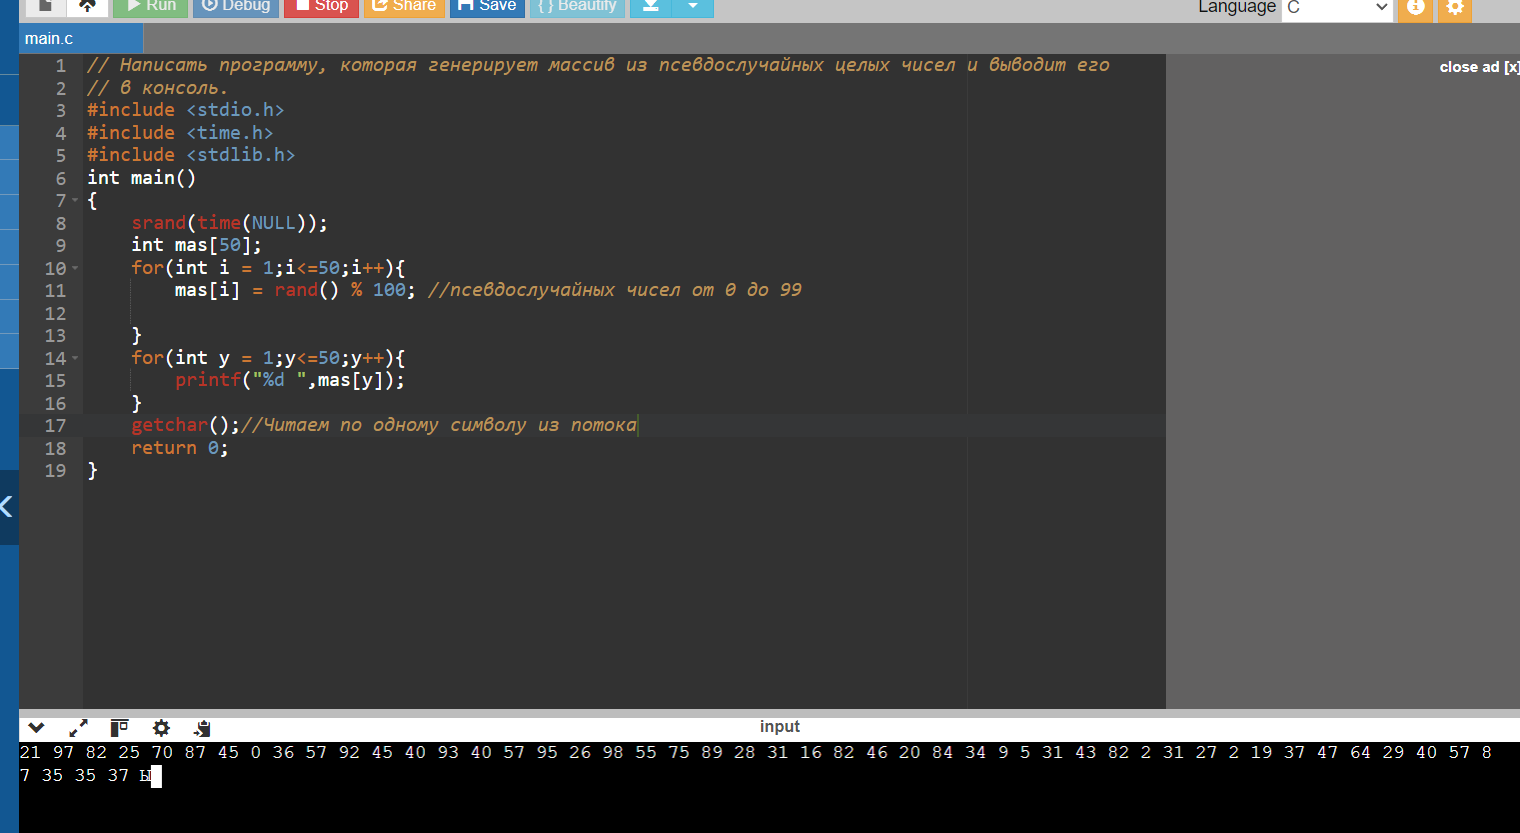 Run Debug Stop Share Save { } Beautify Language C
main.c
close ad [x]
1 // Написать программу, которая генерирует массив из псевдослучайных целых чисел и выводит его
2 // в консоль.
3 #include <stdio.h>
4 #include <time.h>
5 #include <stdlib.h>
6 int main()
7 {
8 srand(time(NULL));
9 int mas[50];
10 for(int i = 1;i<=50;i++){
11 mas[i] = rand() % 100; //псевдослучайных чисел от 0 до 99
12
13 }
14 for(int y = 1;y<=50;y++){
15 printf("%d ",mas[y]);
16 }
17 getchar();//Читаем по одному символу из потока
18 return 0;
19 }
input
21 97 82 25 70 87 45 0 36 57 92 45 40 93 40 57 95 26 98 55 75 89 28 31 16 82 46 20 84 34 9 5 31 43 82 2 31 27 2 19 37 47 64 29 40 57 8
7 35 35 37 ы